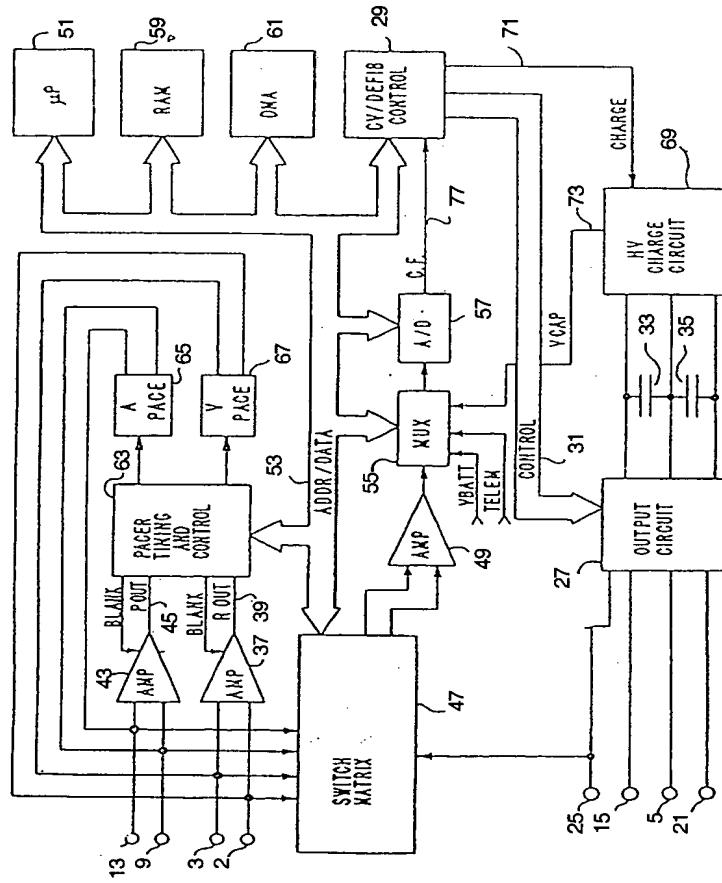 51
µP
59
RAM
61
DMA
29
CV/DEFIB
CONTROL
71
CHARGE
69
HV
CHARGE
CIRCUIT
73
VCAP
33
35
77
C.F.
A/D
57
MUX
55
VBATT
TELEM
CONTROL
31
OUTPUT
CIRCUIT
27
AMP
49
53
ADDR/DATA
65
A
PACE
67
V
PACE
63
PACER
TIMING
AND
CONTROL
BLANK
POUT
45
BLANK
R OUT
39
43
AMP
37
AMP
47
SWITCH
MATRIX
13
9
3
2
25
15
5
21